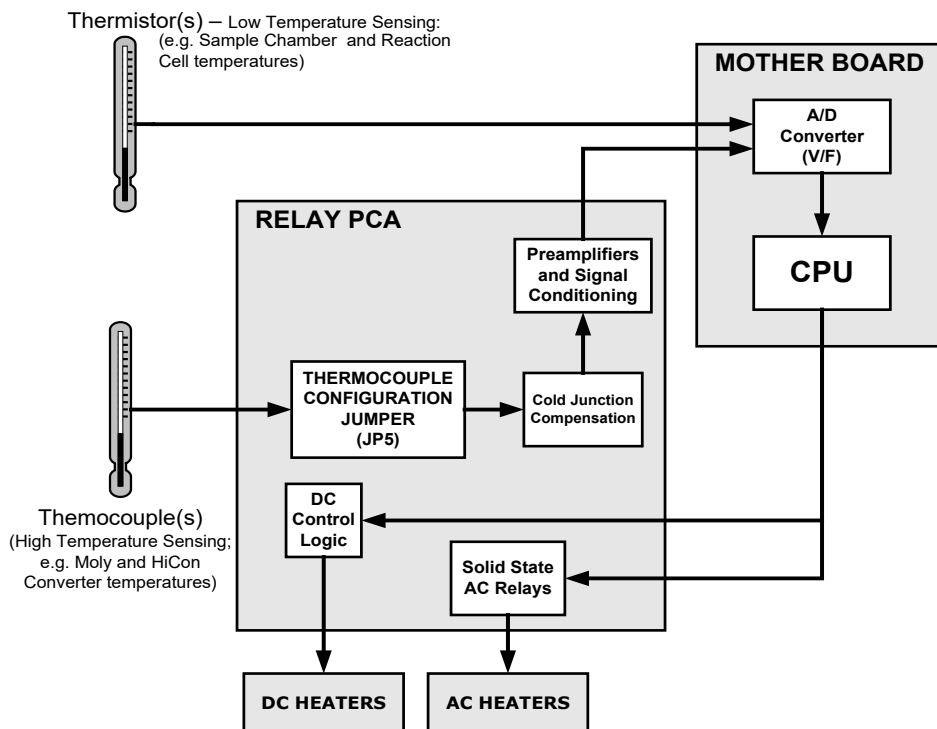 Thermistor(s) – Low Temperature Sensing:
(e.g. Sample Chamber and Reaction
Cell temperatures)
MOTHER BOARD
A/D
Converter
(V/F)
CPU
RELAY PCA
Preamplifiers
and Signal
Conditioning
THERMOCOUPLE
CONFIGURATION
JUMPER
(JP5)
Cold Junction
Compensation
Themocouple(s)
(High Temperature Sensing;
e.g. Moly and HiCon
Converter temperatures)
DC
Control
Logic
Solid State
AC Relays
DC HEATERS
AC HEATERS